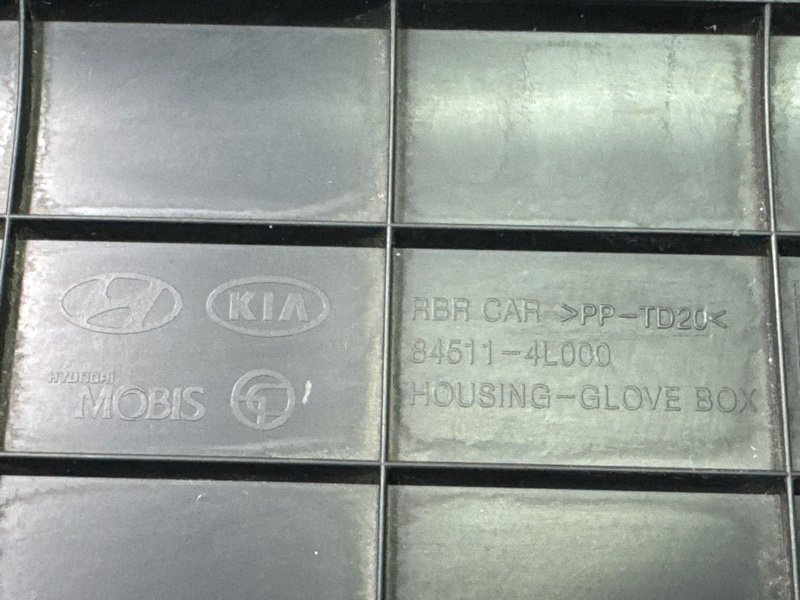 KIA
HYUNDAI
MOBIS
RBR CAR >PP-TD20<
84511-4L000
HOUSING-GLOVE BOX